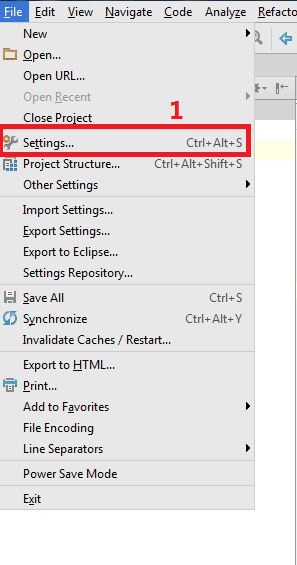 File Edit View Navigate Code Analyze Refacto
New
Open...
Open URL...
Open Recent
Close Project
1
Settings... Ctrl+Alt+S
Project Structure... Ctrl+Alt+Shift+S
Other Settings
Import Settings...
Export Settings...
Export to Eclipse...
Settings Repository...
Save All Ctrl+S
Synchronize Ctrl+Alt+Y
Invalidate Caches / Restart...
Export to HTML...
Print...
Add to Favorites
File Encoding
Line Separators
Power Save Mode
Exit